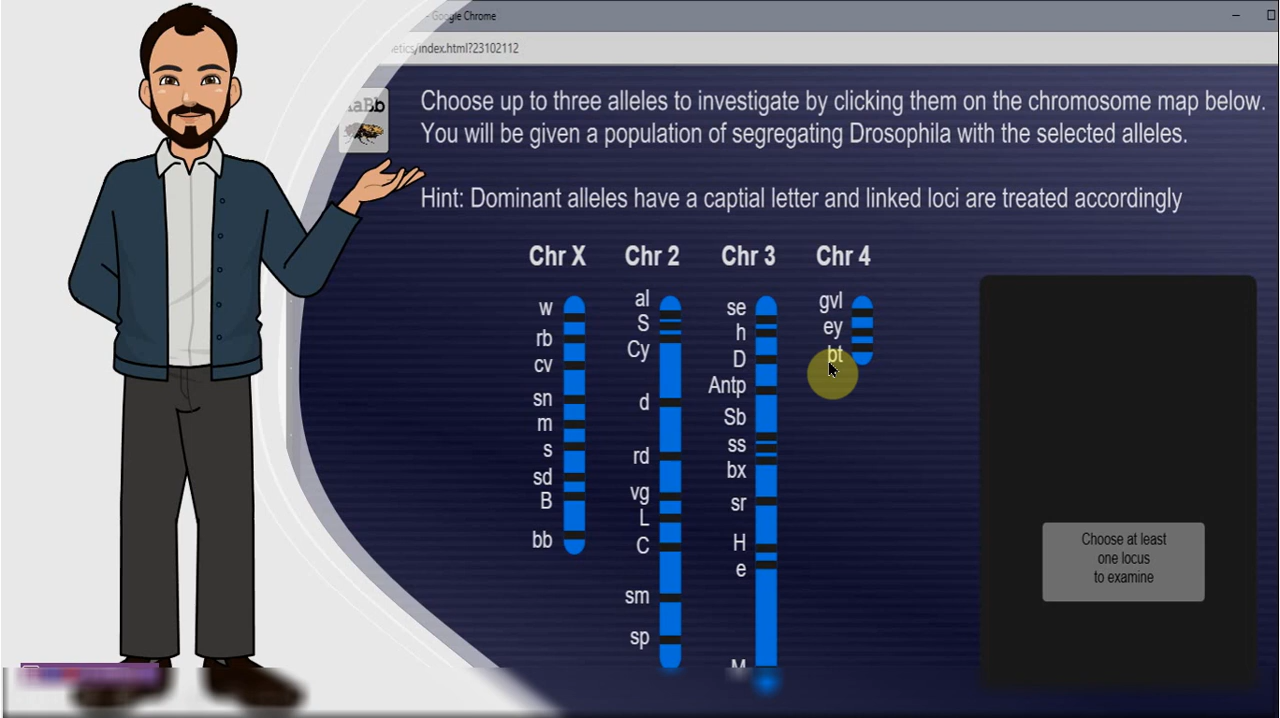 - Google Chrome
etics/index.html?23102112
aBb
Choose up to three alleles to investigate by clicking them on the chromosome map below.
You will be given a population of segregating Drosophila with the selected alleles.
Hint: Dominant alleles have a captial letter and linked loci are treated accordingly
Chr X
w
rb
cv
sn
m
s
sd
B
bb
Chr 2
al
S
Cy
d
rd
vg
L
C
sm
sp
Chr 3
se
h
D
Antp
Sb
ss
bx
sr
H
e
M
Chr 4
gvl
ey
bt
Choose at least
one locus
to examine